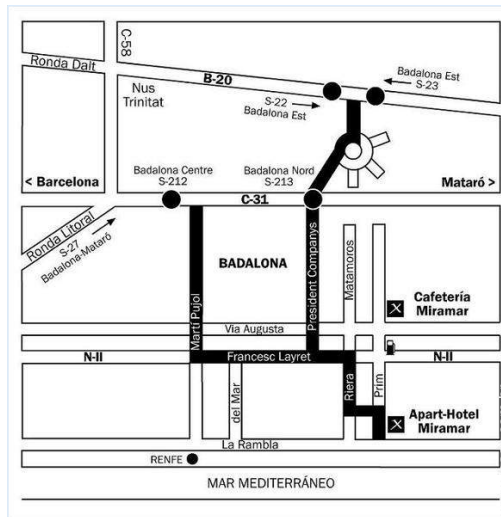 C-58
Ronda Dalt
B-20
Nus
Trinitat
Badalona Est
S-23
S-22
Badalona Est
Badalona Centre
S-212
Badalona Nord
S-213
< Barcelona
Mataró >
C-31
Ronda Litoral
S-27
Badalona-Mataró
BADALONA
Martí Pujol
President Companys
Matamoros
Cafetería
Miramar
Via Augusta
N-II
Francesc Layret
N-II
del Mar
Riera
Prim
Apart-Hotel
Miramar
La Rambla
RENFE
MAR MEDITERRÁNEO